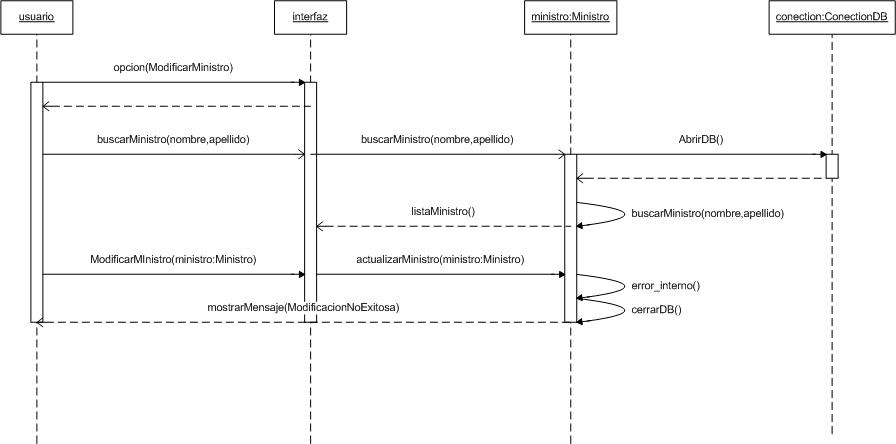 usuario
interfaz
ministro:Ministro
conection:ConectionDB
opcion(ModificarMinistro)
buscarMinistro(nombre,apellido)
buscarMinistro(nombre,apellido)
AbrirDB()
listaMinistro()
buscarMinistro(nombre,apellido)
ModificarMInistro(ministro:Ministro)
actualizarMinistro(ministro:Ministro)
error_interno()
mostrarMensaje(ModificacionNoExitosa)
cerrarDB()